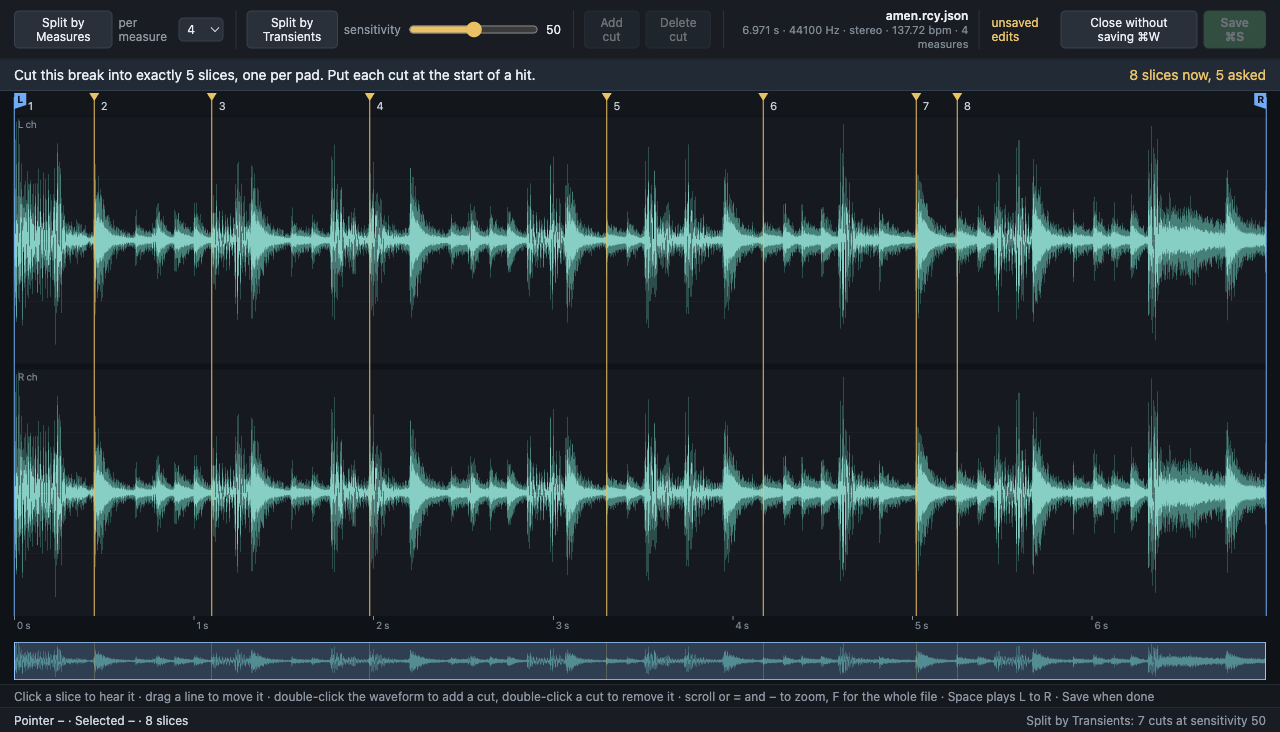 Split by
Measures
per
measure
4
Split by
Transients
sensitivity
50
Add
cut
Delete
cut
amen.rcy.json
6.971 s · 44100 Hz · stereo · 137.72 bpm · 4
measures
unsaved
edits
Close without
saving ⌘W
Save
⌘S
Cut this break into exactly 5 slices, one per pad. Put each cut at the start of a hit.
8 slices now, 5 asked
L 1 2 3 4 5 6 7 8 R
L ch
R ch
0 s 1 s 2 s 3 s 4 s 5 s 6 s
Click a slice to hear it · drag a line to move it · double-click the waveform to add a cut, double-click a cut to remove it · scroll or = and − to zoom, F for the whole file · Space plays L to R · Save when done
Pointer – · Selected – · 8 slices
Split by Transients: 7 cuts at sensitivity 50